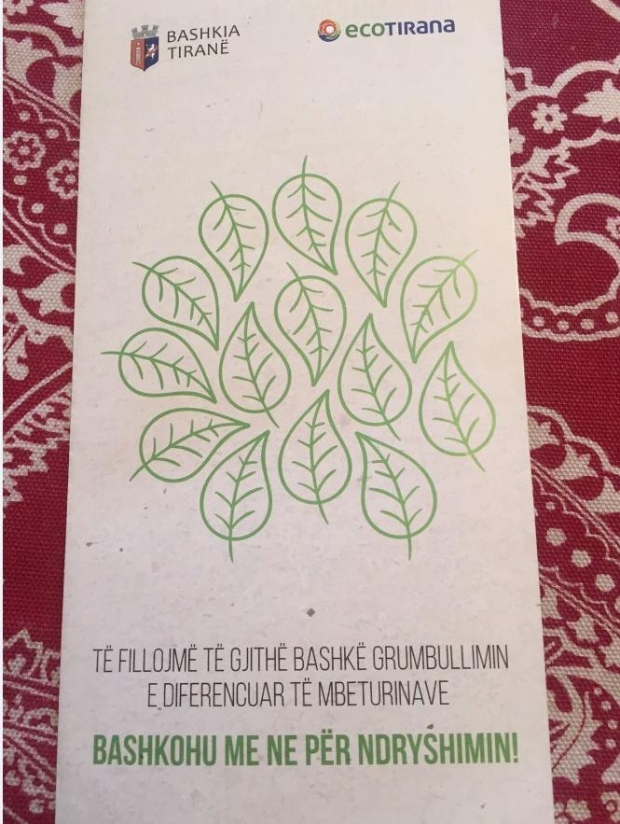 BASHKIA
TIRANË
ecoTIRANA
TË FILLOJMË TË GJITHË BASHKË GRUMBULLIMIN
E DIFERENCUAR TË MBETURINAVE
BASHKOHU ME NE PËR NDRYSHIMIN!